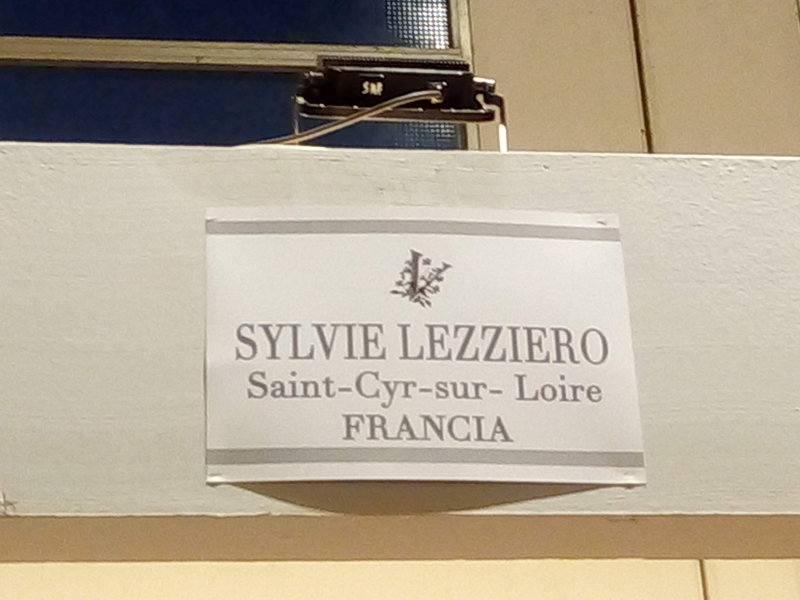 SYLVIE LEZZIERO
Saint-Cyr-sur- Loire
FRANCIA